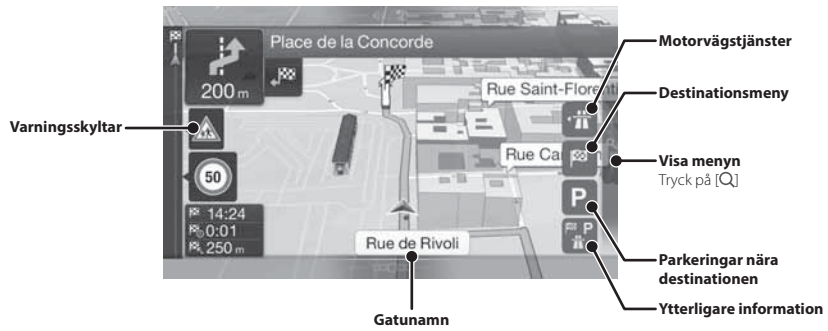 Place de la Concorde
200 m
Rue Saint-Florenti
Rue Ca
50
P
P
14:24
0:01
250 m
Rue de Rivoli
Varningsskyltar
Motorvägstjänster
Destinationsmeny
Visa menyn
Tryck på [Q]
Parkeringar nära
destinationen
Ytterligare information
Gatunamn